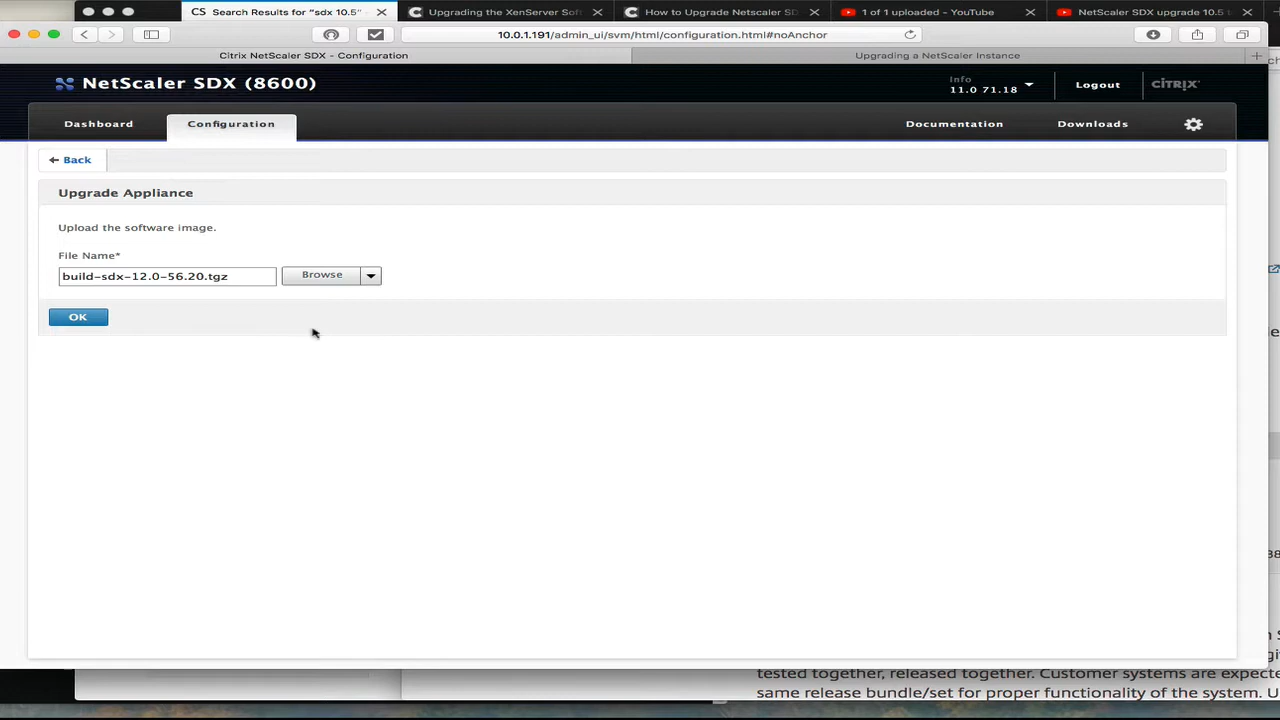 CS Search Results for "sdx 10.5"
Upgrading the XenServer Sof
How to Upgrade Netscaler SD
1 of 1 uploaded - YouTube
NetScaler SDX upgrade 10.5
10.0.1.191/admin_ui/svm/html/configuration.html#noAnchor
Citrix NetScaler SDX - Configuration
Upgrading a NetScaler Instance
NetScaler SDX (8600)
Info
11.0 71.18
Logout
CİTRIX
Dashboard
Configuration
Documentation
Downloads
Back
Upgrade Appliance
Upload the software image.
File Name*
build-sdx-12.0-56.20.tgz
Browse
OK
tested together, released together. Customer systems are expecte
same release bundle/set for proper functionality of the system. U